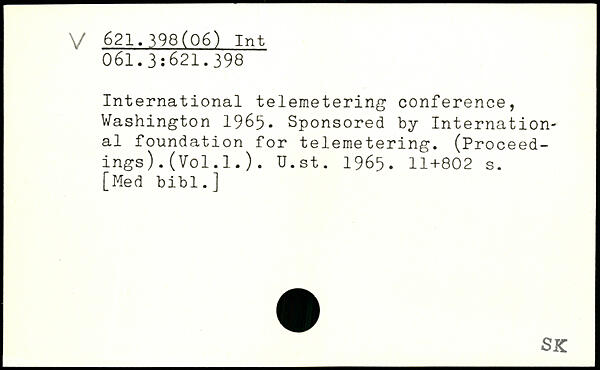 V 621.398(06) Int
061.3:621.398
International telemetering conference,
Washington 1965. Sponsored by Internation-
al foundation for telemetering. (Proceed-
ings).(Vol.1.). U.st. 1965. 11+802 s.
[Med bibl.]
SK